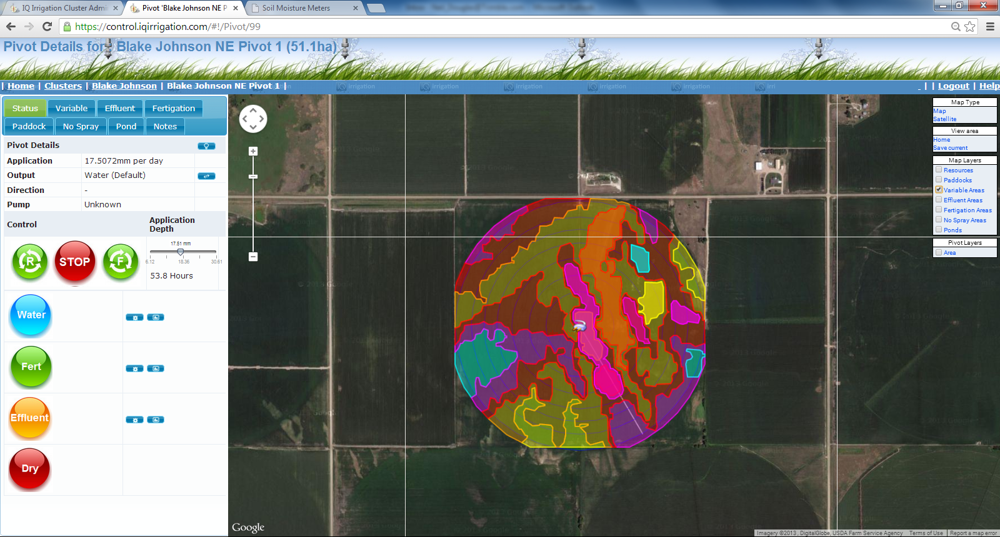 IQ Irrigation Cluster Admi
Pivot 'Blake Johnson NE P
Soil Moisture Meters
https://control.iqirrigation.com/#!/Pivot/99
Pivot Details for : Blake Johnson NE Pivot 1 (51.1ha)
| Home | Clusters | Blake Johnson | Blake Johnson NE Pivot 1 |
| | Logout | Help
irrigation irrigation irrigation irrigation irrigation irri
Status Variable Effluent Fertigation
Paddock No Spray Pond Notes
Pivot Details
Application 17.5072mm per day
Output Water (Default)
Direction -
Pump Unknown
Control Application
Depth
R STOP F
17.51 mm
6.12 18.36 30.61
53.8 Hours
Water
Fert
Effluent
Dry
Map Type
Map
Satellite
View area
Home
Save current
Map Layers
Resources
Paddocks
Variable Areas
Effluent Areas
Fertigation Areas
No Spray Areas
Ponds
Pivot Layers
Area
Google
Imagery ©2013 , DigitalGlobe, USDA Farm Service Agency Terms of Use Report a map error